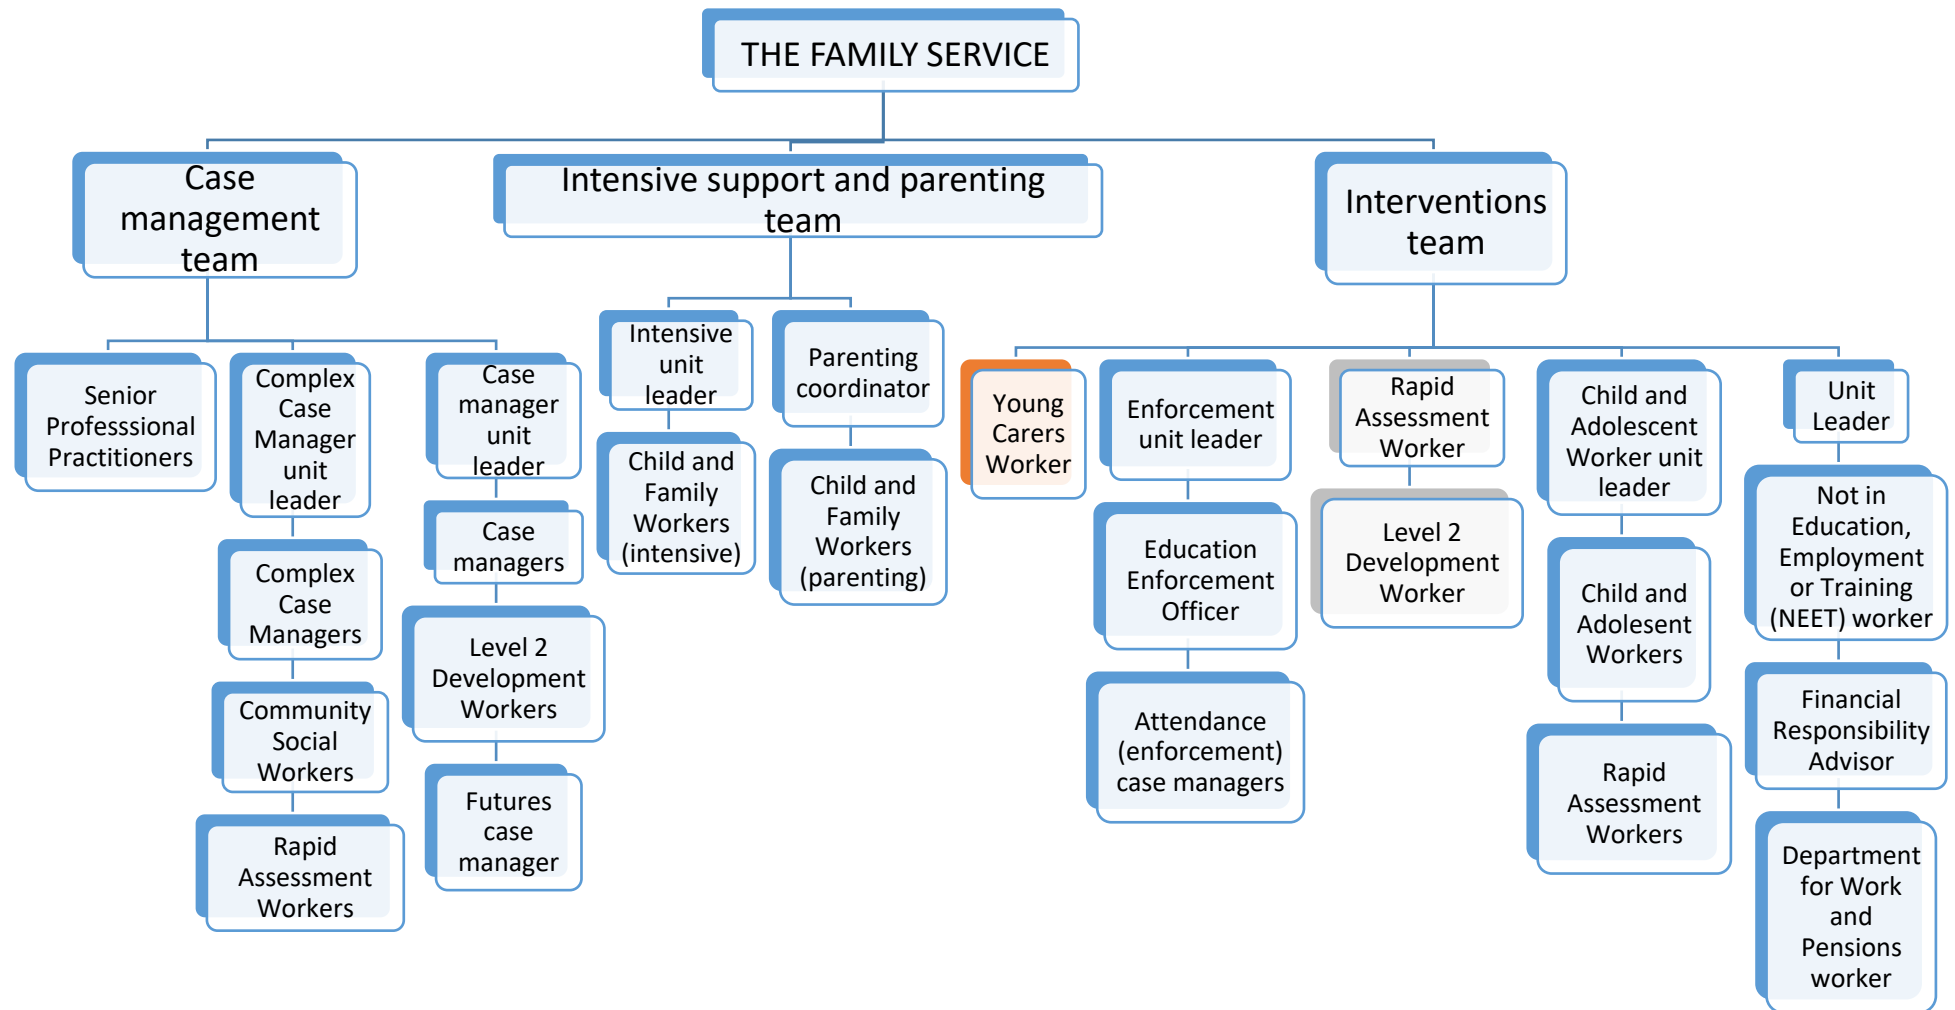 THE FAMILY SERVICE
Case
management
team
Intensive support and parenting
team
Interventions
team
Senior
Professsional
Practitioners
Complex
Case
Manager
unit
leader
Complex
Case
Managers
Community
Social
Workers
Rapid
Assessment
Workers
Case
manager
unit
leader
Case
managers
Level 2
Development
Workers
Futures
case
manager
Intensive
unit
leader
Child and
Family
Workers
(intensive)
Parenting
coordinator
Child and
Family
Workers
(parenting)
Young
Carers
Worker
Enforcement
unit leader
Education
Enforcement
Officer
Attendance
(enforcement)
case managers
Rapid
Assessment
Worker
Level 2
Development
Worker
Child and
Adolescent
Worker unit
leader
Child and
Adolesent
Workers
Rapid
Assessment
Workers
Unit
Leader
Not in
Education,
Employment
or Training
(NEET) worker
Financial
Responsibility
Advisor
Department
for Work
and
Pensions
worker